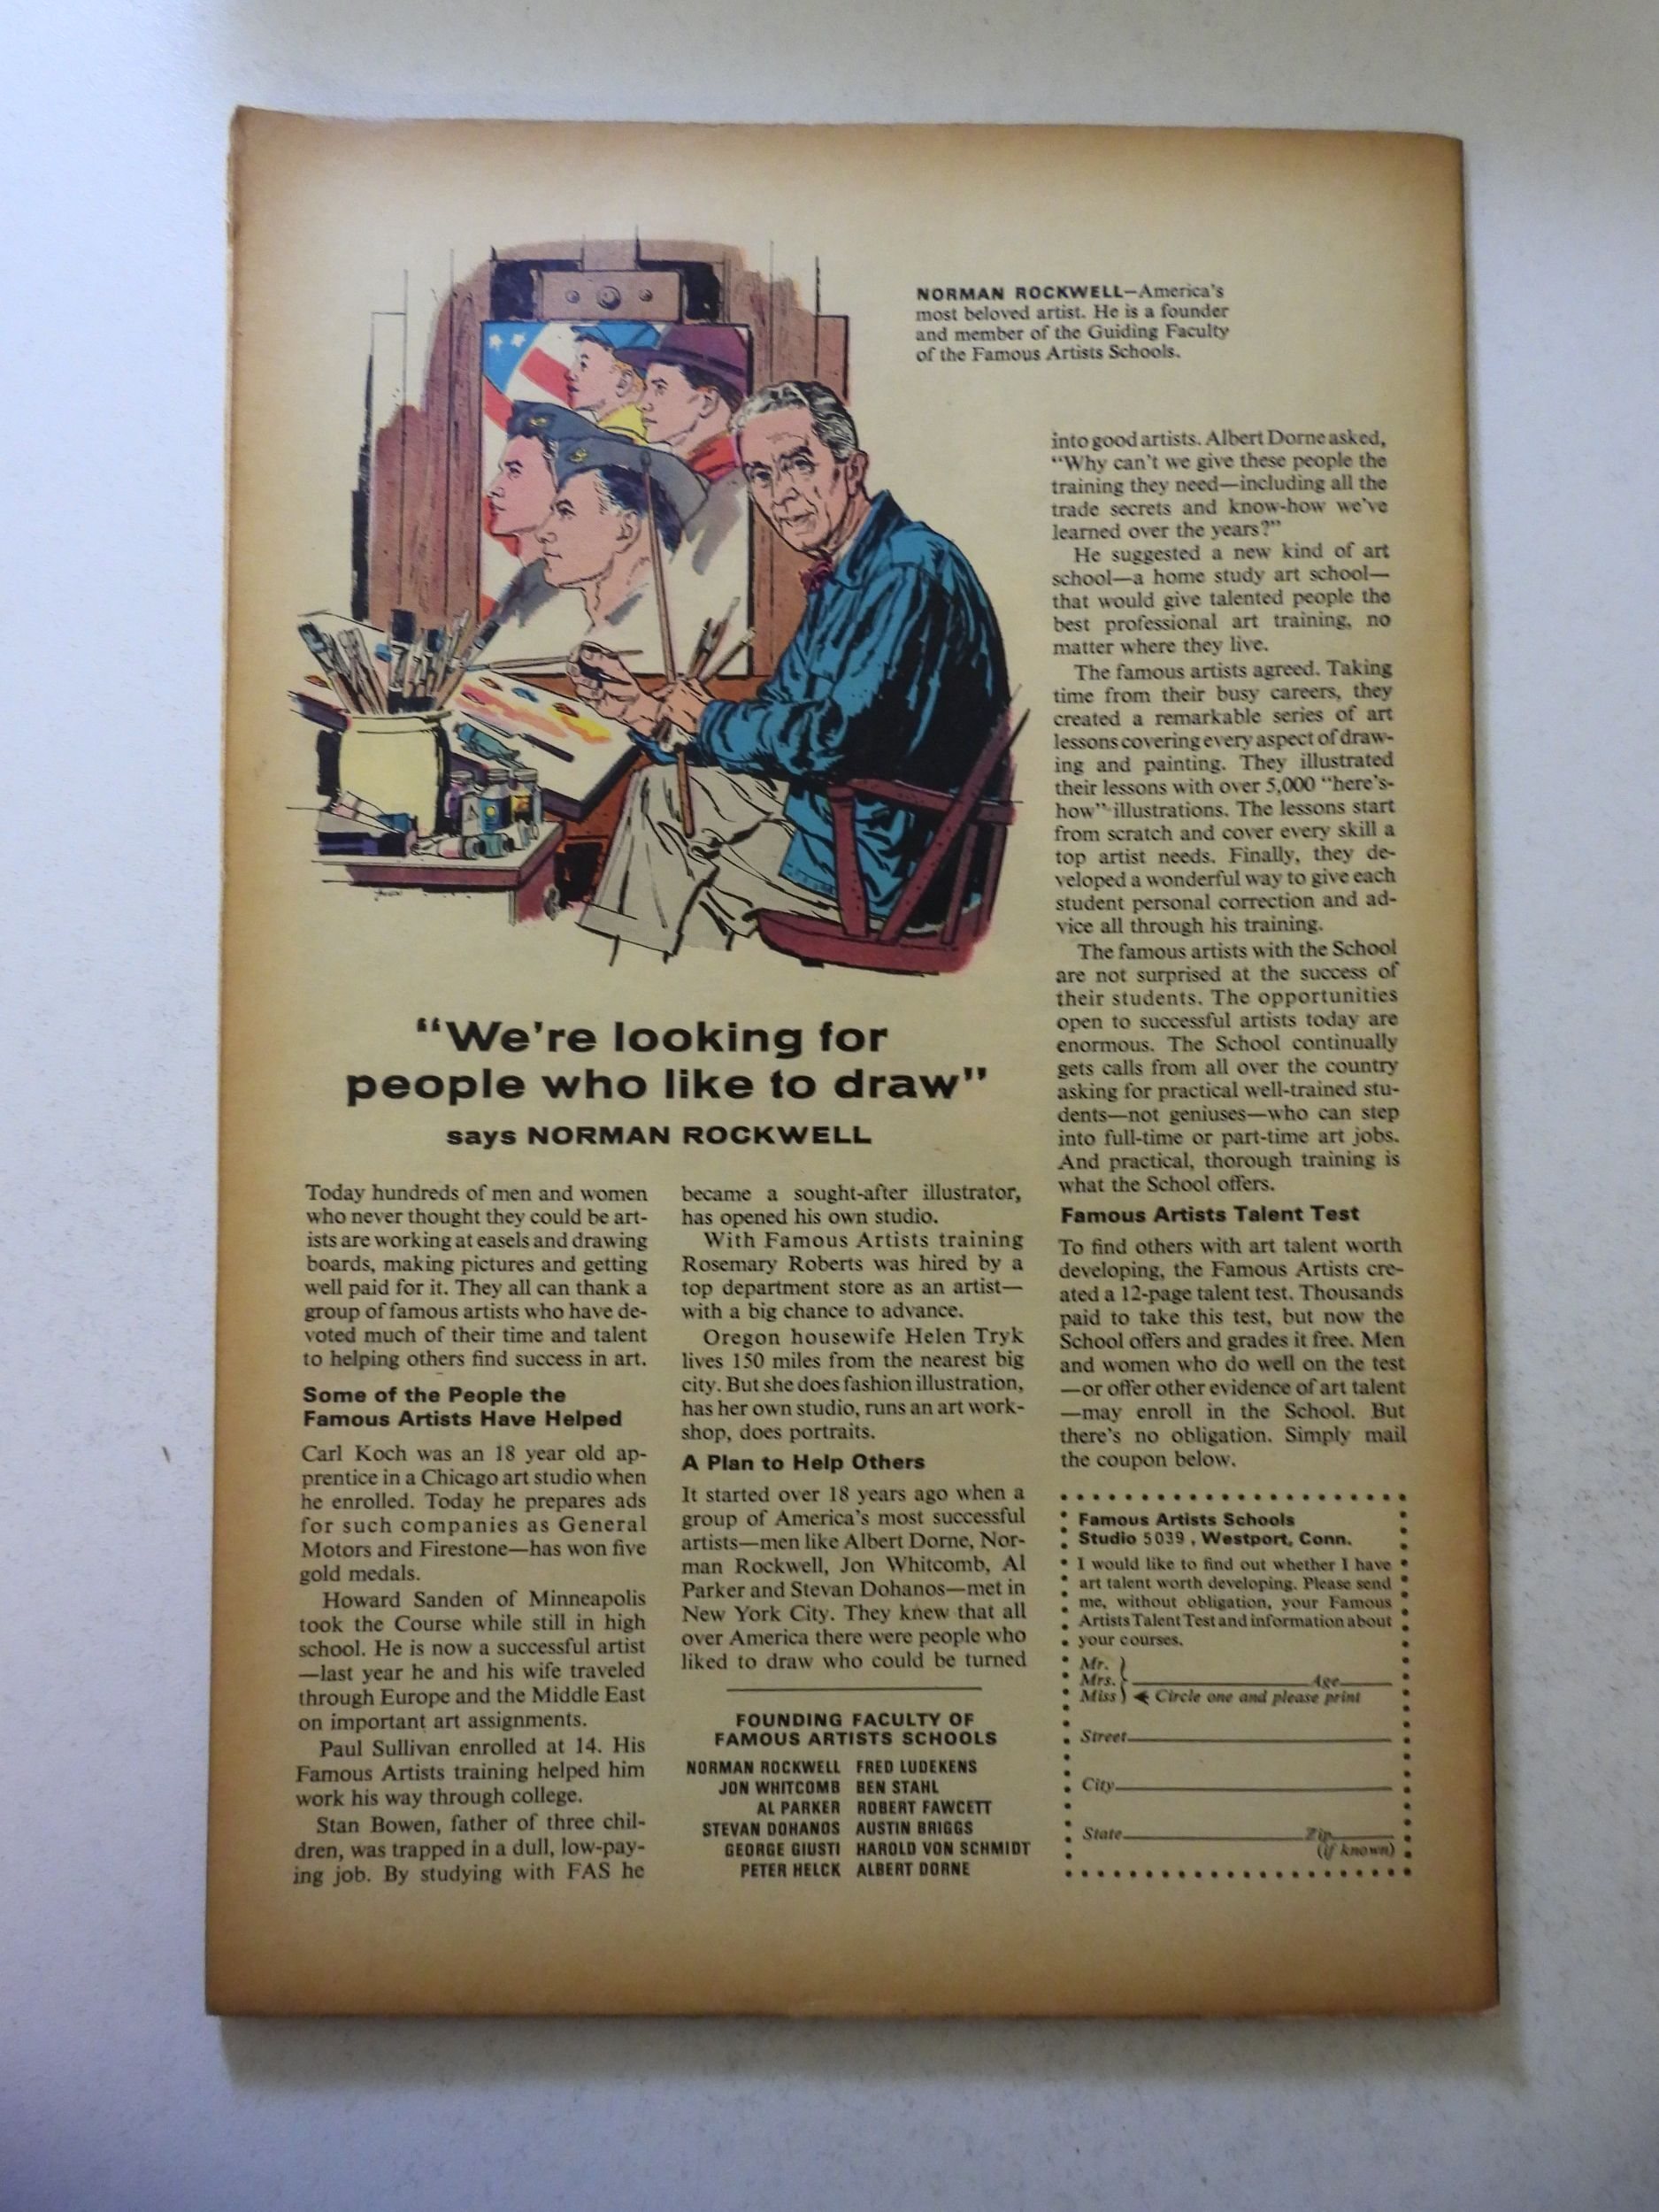 NORMAN ROCKWELL—America's
most beloved artist. He is a founder
and member of the Guiding Faculty
of the Famous Artists Schools.
"We're looking for
people who like to draw"
says NORMAN ROCKWELL
Today hundreds of men and women
who never thought they could be art-
ists are working at easels and drawing
boards, making pictures and getting
well paid for it. They all can thank a
group of famous artists who have de-
voted much of their time and talent
to helping others find success in art.
Some of the People the
Famous Artists Have Helped
Carl Koch was an 18 year old ap-
prentice in a Chicago art studio when
he enrolled. Today he prepares ads
for such companies as General
Motors and Firestone—has won five
gold medals.
Howard Sanden of Minneapolis
took the Course while still in high
school. He is now a successful artist
—last year he and his wife traveled
through Europe and the Middle East
on important art assignments.
Paul Sullivan enrolled at 14. His
Famous Artists training helped him
work his way through college.
Stan Bowen, father of three chil-
dren, was trapped in a dull, low-pay-
ing job. By studying with FAS he
became a sought-after illustrator,
has opened his own studio.
With Famous Artists training
Rosemary Roberts was hired by a
top department store as an artist—
with a big chance to advance.
Oregon housewife Helen Tryk
lives 150 miles from the nearest big
city. But she does fashion illustration,
has her own studio, runs an art work-
shop, does portraits.
A Plan to Help Others
It started over 18 years ago when a
group of America's most successful
artists—men like Albert Dorne, Nor-
man Rockwell, Jon Whitcomb, Al
Parker and Stevan Dohanos—met in
New York City. They knew that all
over America there were people who
liked to draw who could be turned
FOUNDING FACULTY OF
FAMOUS ARTISTS SCHOOLS
NORMAN ROCKWELL FRED LUDEKENS
JON WHITCOMB BEN STAHL
AL PARKER ROBERT FAWCETT
STEVAN DOHANOS AUSTIN BRIGGS
GEORGE GIUSTI HAROLD VON SCHMIDT
PETER HELCK ALBERT DORNE
into good artists. Albert Dorne asked,
"Why can't we give these people the
training they need—including all the
trade secrets and know-how we've
learned over the years?"
He suggested a new kind of art
school—a home study art school—
that would give talented people the
best professional art training, no
matter where they live.
The famous artists agreed. Taking
time from their busy careers, they
created a remarkable series of art
lessons covering every aspect of draw-
ing and painting. They illustrated
their lessons with over 5,000 "here's-
how" illustrations. The lessons start
from scratch and cover every skill a
top artist needs. Finally, they de-
veloped a wonderful way to give each
student personal correction and ad-
vice all through his training.
The famous artists with the School
are not surprised at the success of
their students. The opportunities
open to successful artists today are
enormous. The School continually
gets calls from all over the country
asking for practical well-trained stu-
dents—not geniuses—who can step
into full-time or part-time art jobs.
And practical, thorough training is
what the School offers.
Famous Artists Talent Test
To find others with art talent worth
developing, the Famous Artists cre-
ated a 12-page talent test. Thousands
paid to take this test, but now the
School offers and grades it free. Men
and women who do well on the test
—or offer other evidence of art talent
—may enroll in the School. But
there's no obligation. Simply mail
the coupon below.
Famous Artists Schools
Studio 5039, Westport, Conn.
I would like to find out whether I have
art talent worth developing. Please send
me, without obligation, your Famous
Artists Talent Test and information about
your courses.
Mr.
Mrs. Age
Miss Circle one and please print
Street
City
State Zip
(if known)